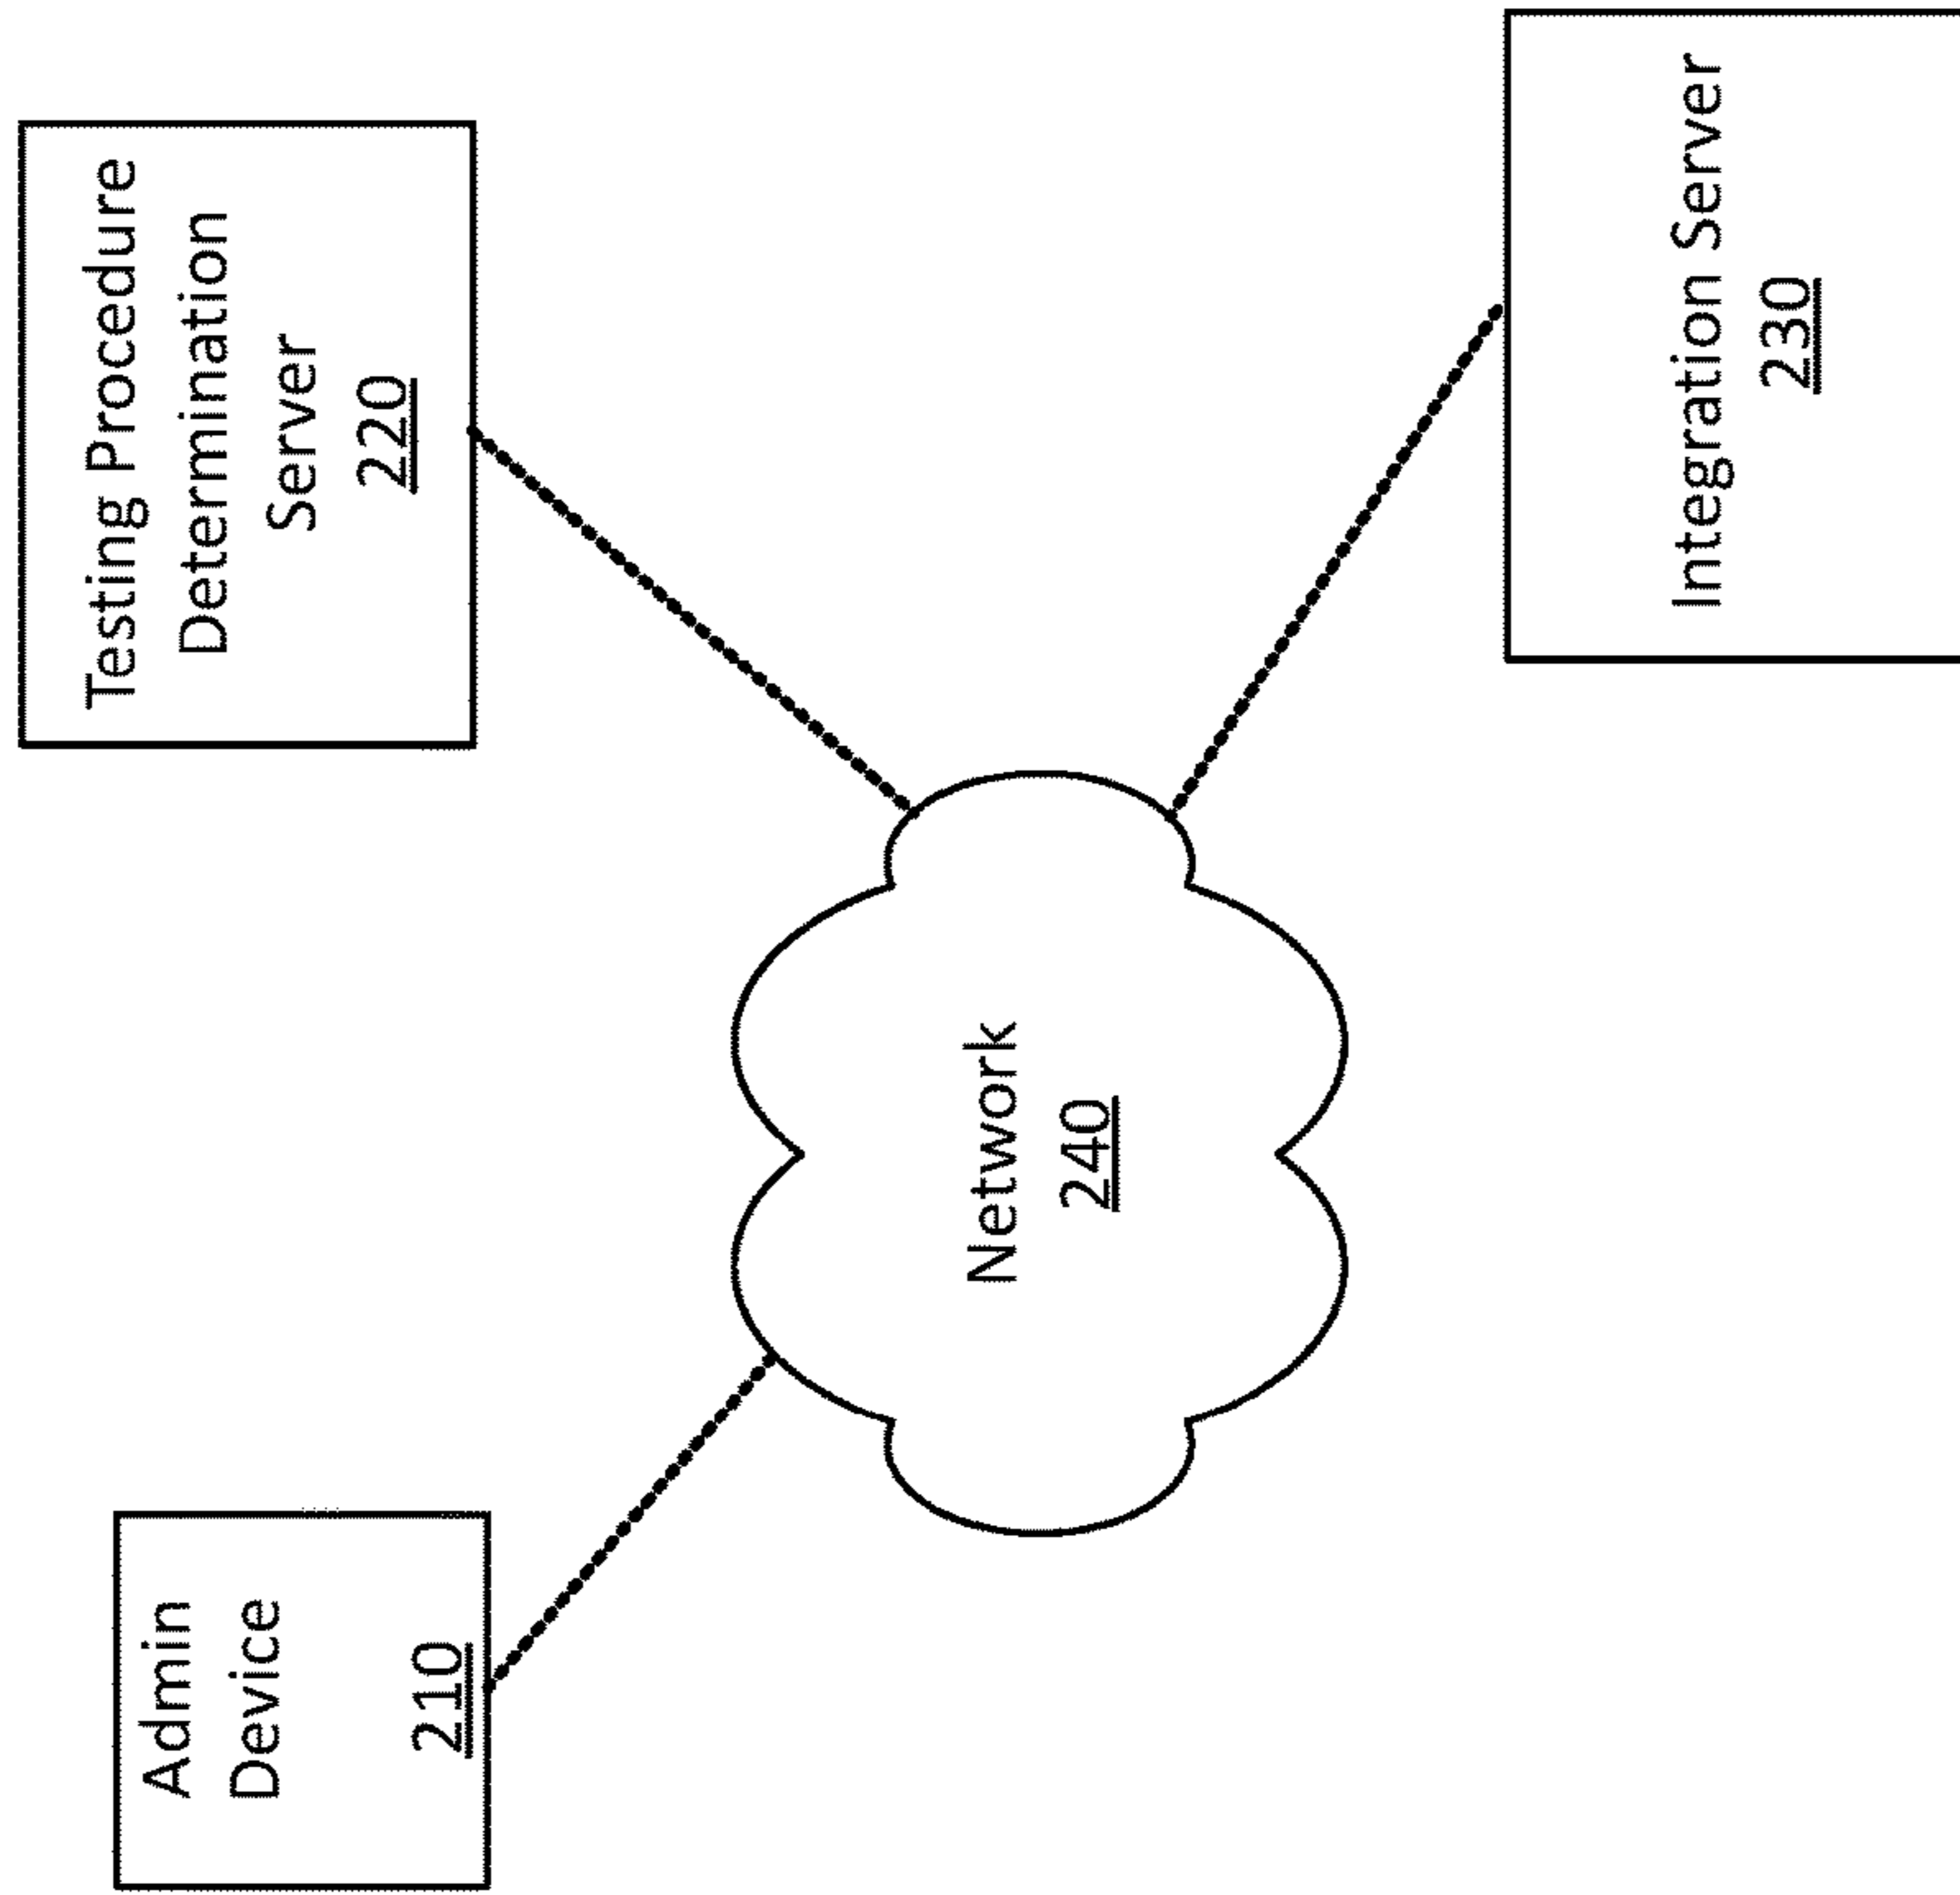 Admin
Device
210
Testing Procedure
Determination
Server
220
Network
240
Integration Server
230